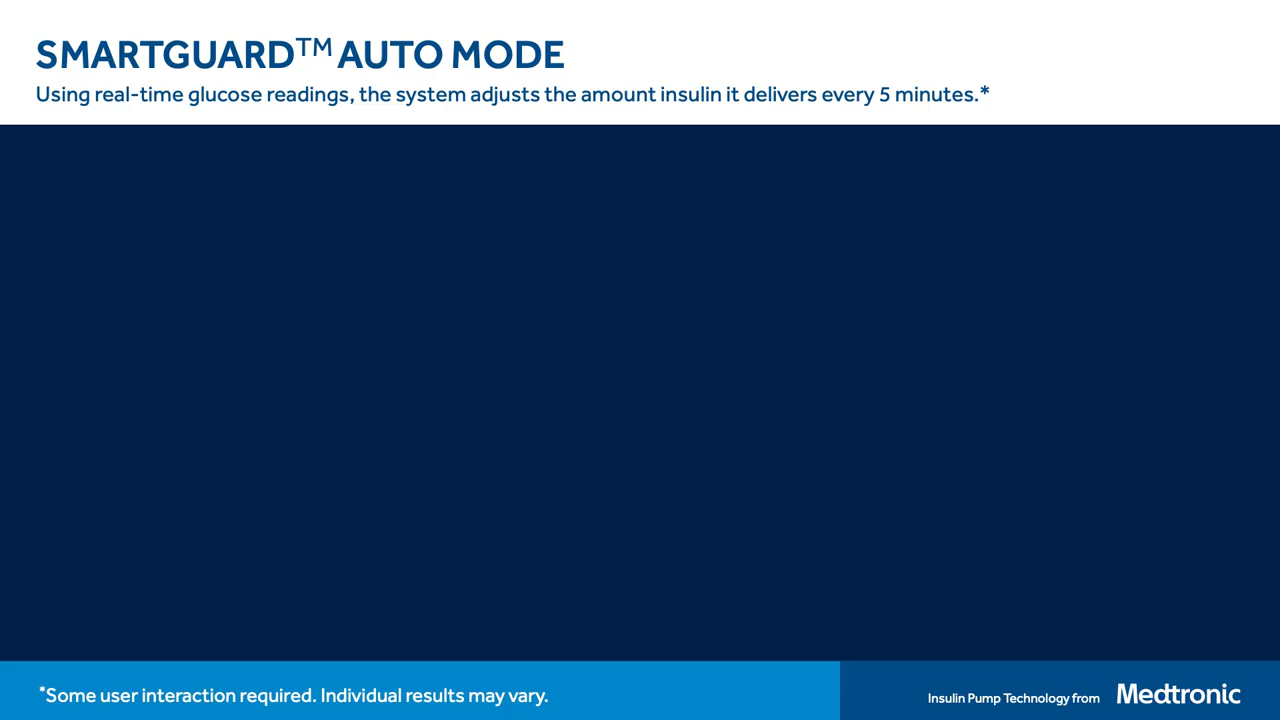 SMARTGUARD™ AUTO MODE
Using real-time glucose readings, the system adjusts the amount insulin it delivers every 5 minutes.*
*Some user interaction required. Individual results may vary.
Insulin Pump Technology from Medtronic